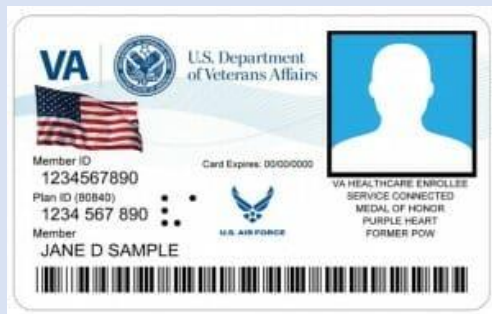 VA
U.S. Department
of Veterans Affairs
Member ID
1234567890
Card Expires: 00/00/0000
Plan ID (80840)
1234 567 890
Member
JANE D SAMPLE
U.S. AIR FORCE
VA HEALTHCARE ENROLLEE
SERVICE CONNECTED
MEDAL OF HONOR
PURPLE HEART
FORMER POW